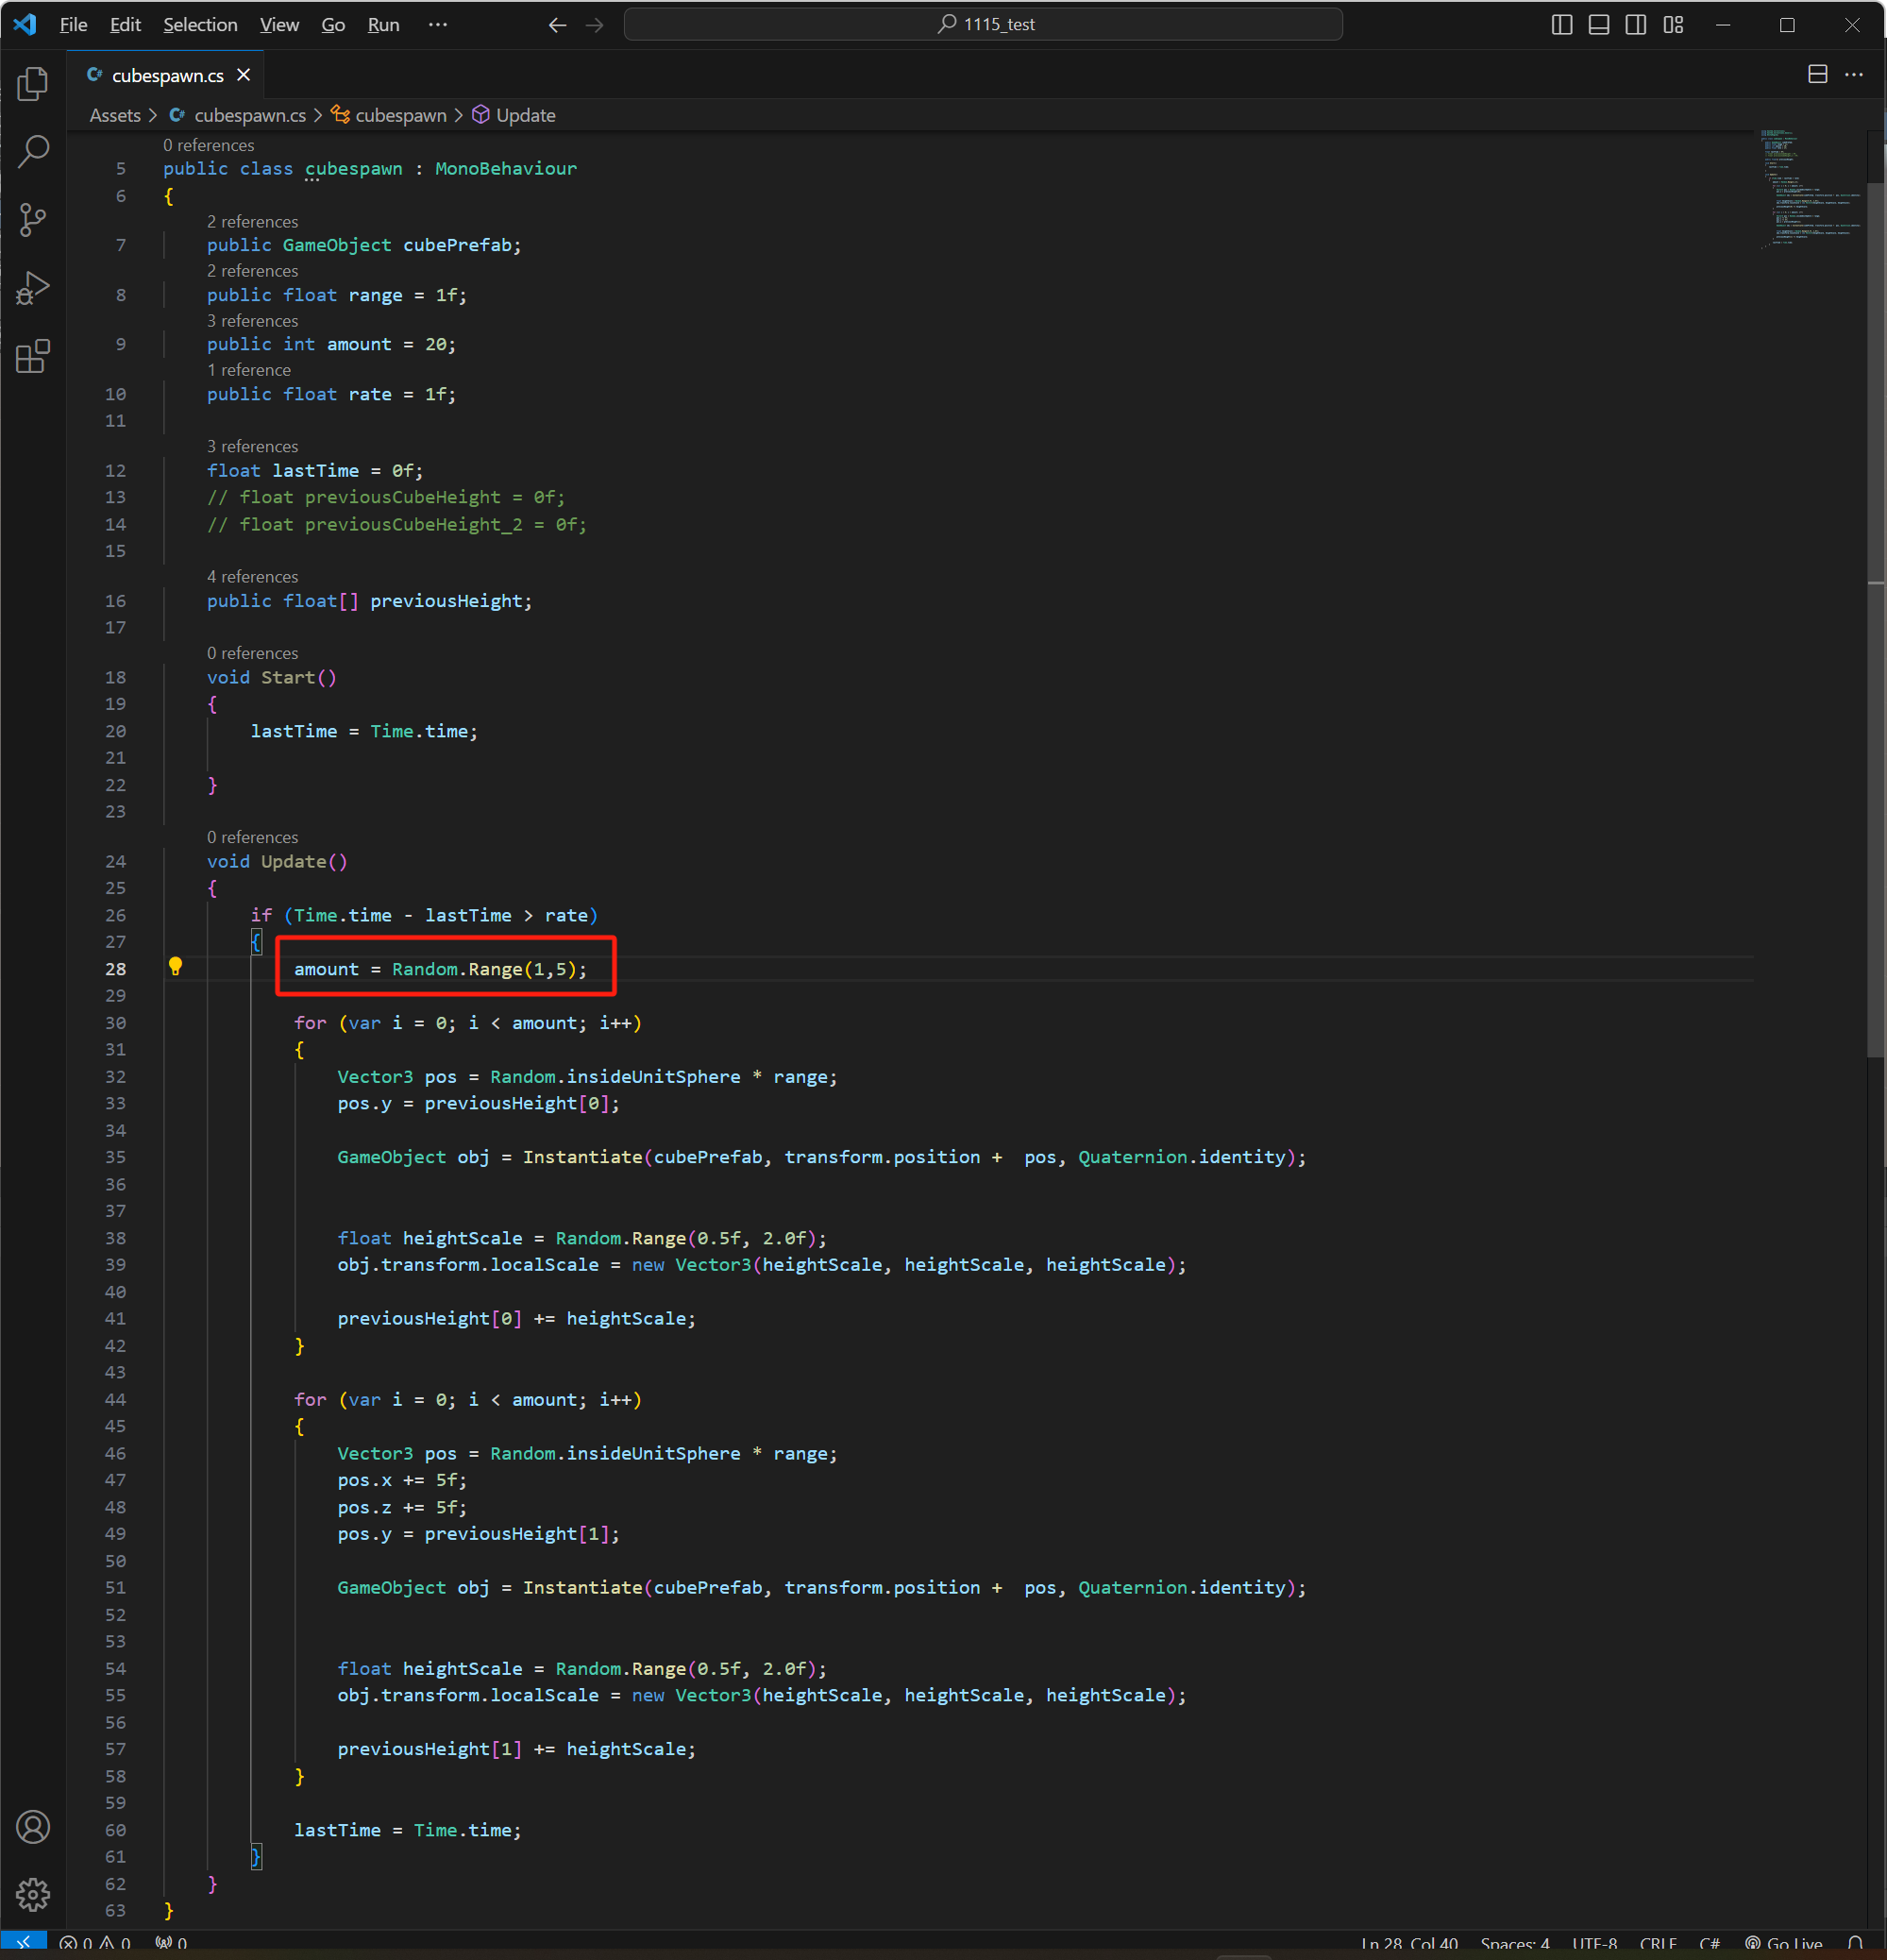 File Edit Selection View Go Run ··· 1115_test
cubespawn.cs
Assets > cubespawn.cs > cubespawn > Update
0 references
5 public class cubespawn : MonoBehaviour
6 {
2 references
7 public GameObject cubePrefab;
2 references
8 public float range = 1f;
3 references
9 public int amount = 20;
1 reference
10 public float rate = 1f;
11
3 references
12 float lastTime = 0f;
13 // float previousCubeHeight = 0f;
14 // float previousCubeHeight_2 = 0f;
15
4 references
16 public float[] previousHeight;
17
0 references
18 void Start()
19 {
20 lastTime = Time.time;
21
22 }
23
0 references
24 void Update()
25 {
26 if (Time.time - lastTime > rate)
27 {
28 amount = Random.Range(1,5);
29
30 for (var i = 0; i < amount; i++)
31 {
32 Vector3 pos = Random.insideUnitSphere * range;
33 pos.y = previousHeight[0];
34
35 GameObject obj = Instantiate(cubePrefab, transform.position +  pos, Quaternion.identity);
36
37
38 float heightScale = Random.Range(0.5f, 2.0f);
39 obj.transform.localScale = new Vector3(heightScale, heightScale, heightScale);
40
41 previousHeight[0] += heightScale;
42 }
43
44 for (var i = 0; i < amount; i++)
45 {
46 Vector3 pos = Random.insideUnitSphere * range;
47 pos.x += 5f;
48 pos.z += 5f;
49 pos.y = previousHeight[1];
50
51 GameObject obj = Instantiate(cubePrefab, transform.position +  pos, Quaternion.identity);
52
53
54 float heightScale = Random.Range(0.5f, 2.0f);
55 obj.transform.localScale = new Vector3(heightScale, heightScale, heightScale);
56
57 previousHeight[1] += heightScale;
58 }
59
60 lastTime = Time.time;
61 }
62 }
63 }
0 0 0 Ln 28, Col 40 Spaces: 4 UTF-8 CRLF C# Go Live